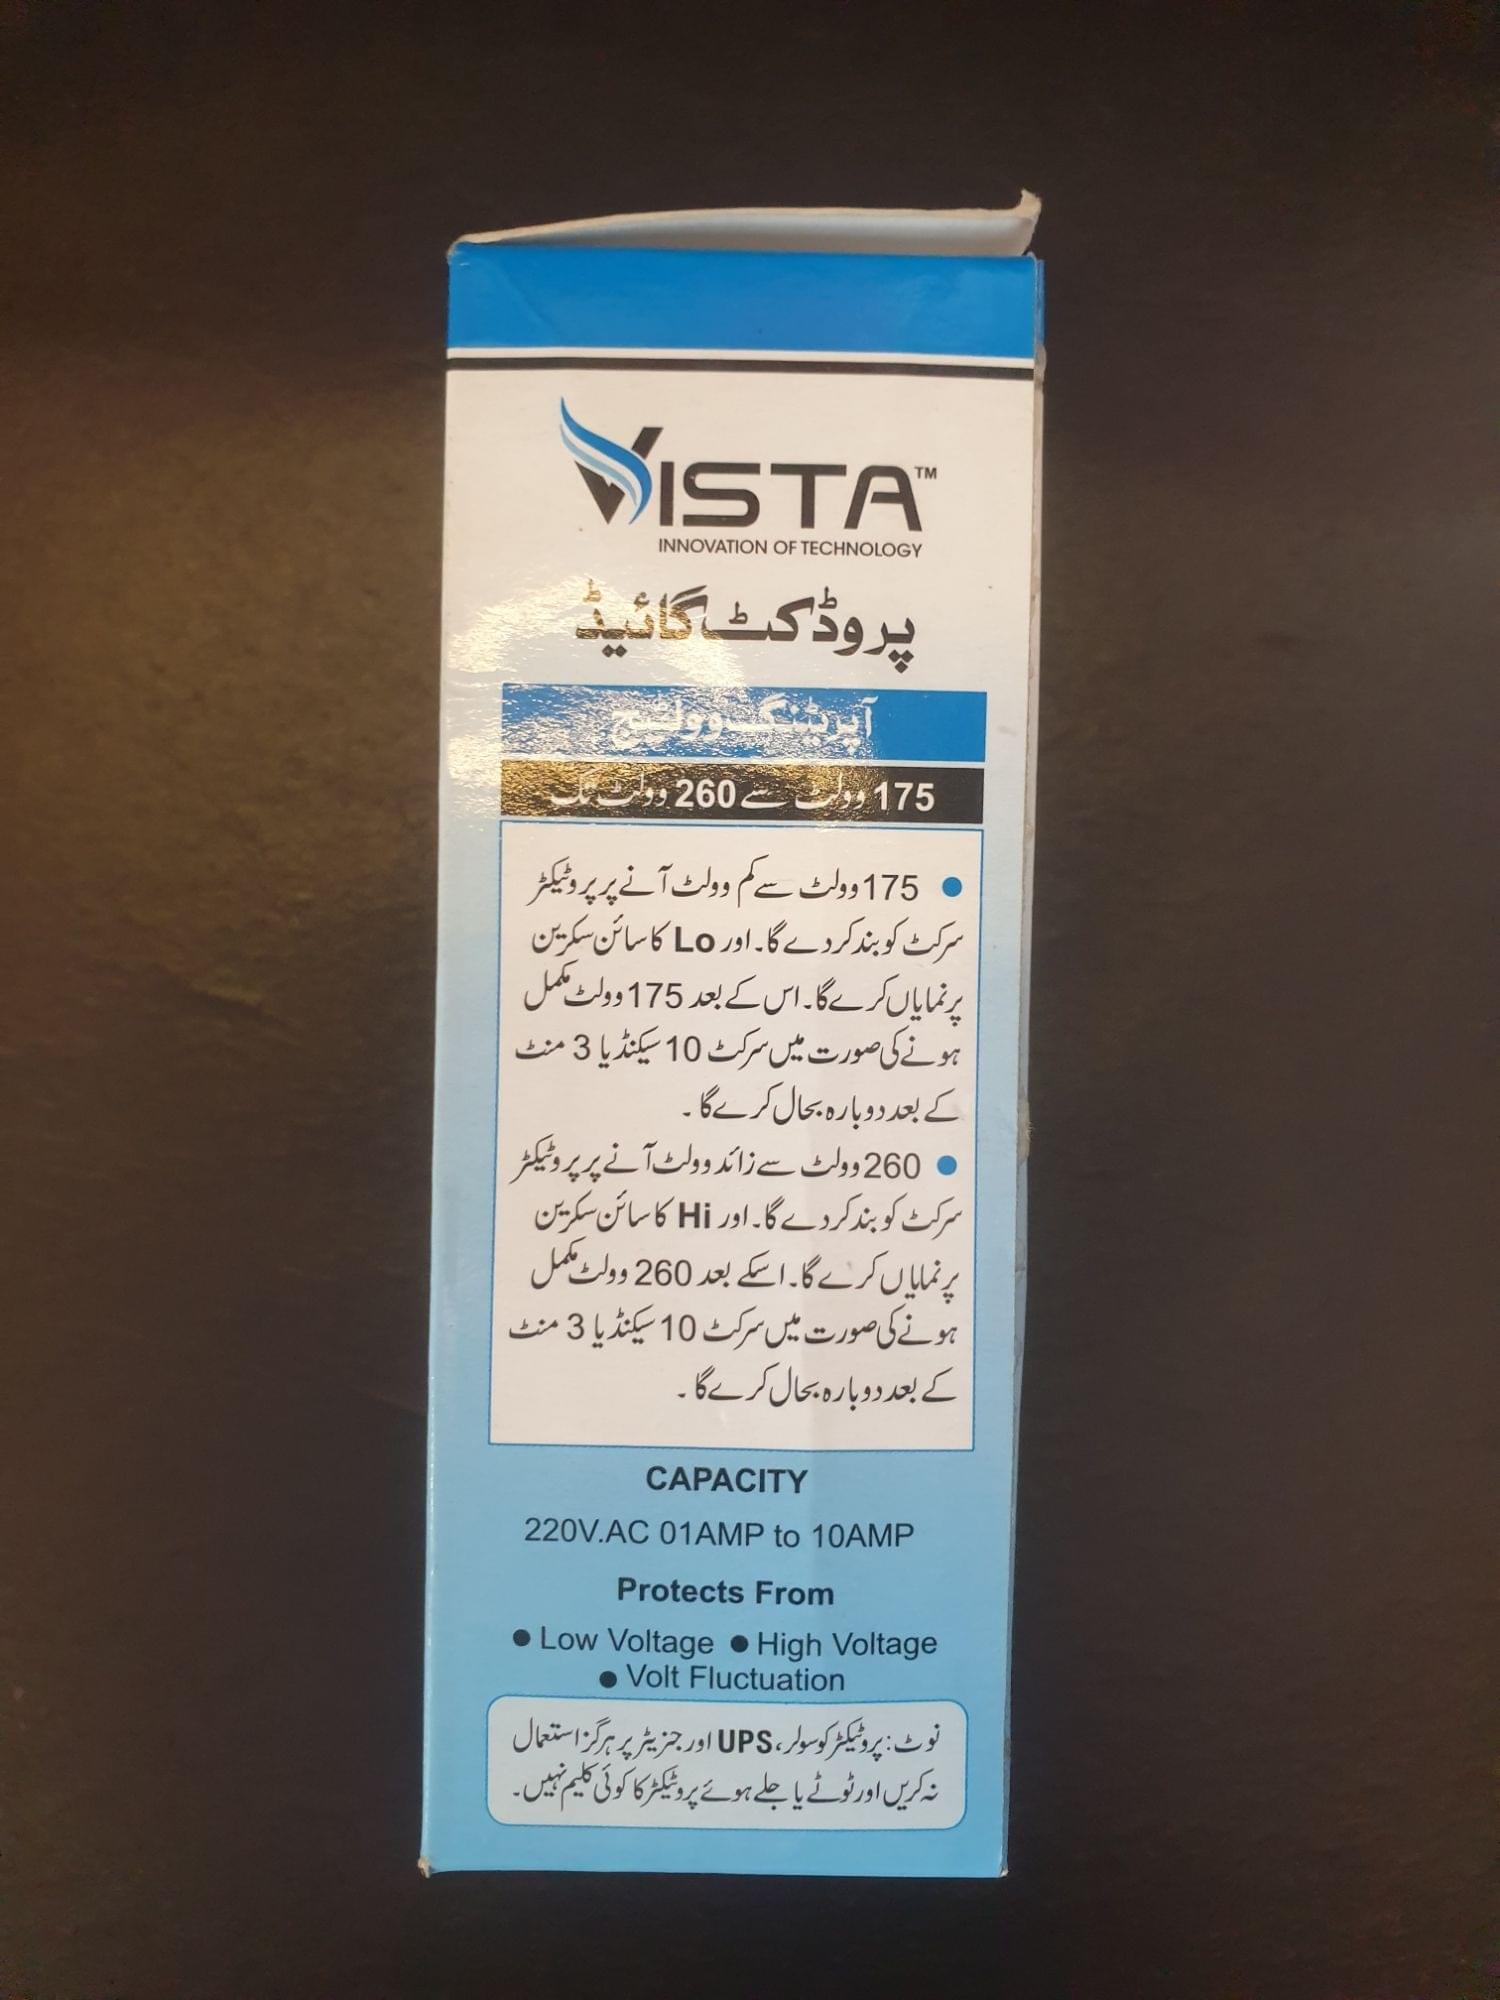 VISTA™
INNOVATION OF TECHNOLOGY
پروڈکٹ گائیڈ
آپریٹنگ وولٹیج
175 وولٹ سے 260 وولٹ تک
● 175 وولٹ سے کم وولٹ آنے پر پروٹیکٹر
سرکٹ کو بند کر دے گا۔ اور Lo کا سائن سکرین
پر نمایاں کرے گا۔ اس کے بعد 175 وولٹ مکمل
ہونے کی صورت میں سرکٹ 10 سیکنڈ یا 3 منٹ
کے بعد دوبارہ بحال کرے گا ۔
● 260 وولٹ سے زائد وولٹ آنے پر پروٹیکٹر
سرکٹ کو بند کر دے گا۔ اور Hi کا سائن سکرین
پر نمایاں کرے گا۔ اسکے بعد 260 وولٹ مکمل
ہونے کی صورت میں سرکٹ 10 سیکنڈ یا 3 منٹ
کے بعد دوبارہ بحال کرے گا ۔
CAPACITY
220V.AC 01AMP to 10AMP
Protects From
● Low Voltage ● High Voltage
● Volt Fluctuation
نوٹ: پروٹیکٹر کو سولر، UPS اور جنریٹر پر ہرگز استعمال
نہ کریں اور ٹوٹے یا جلے ہوئے پروٹیکٹر کا کوئی کلیم نہیں۔